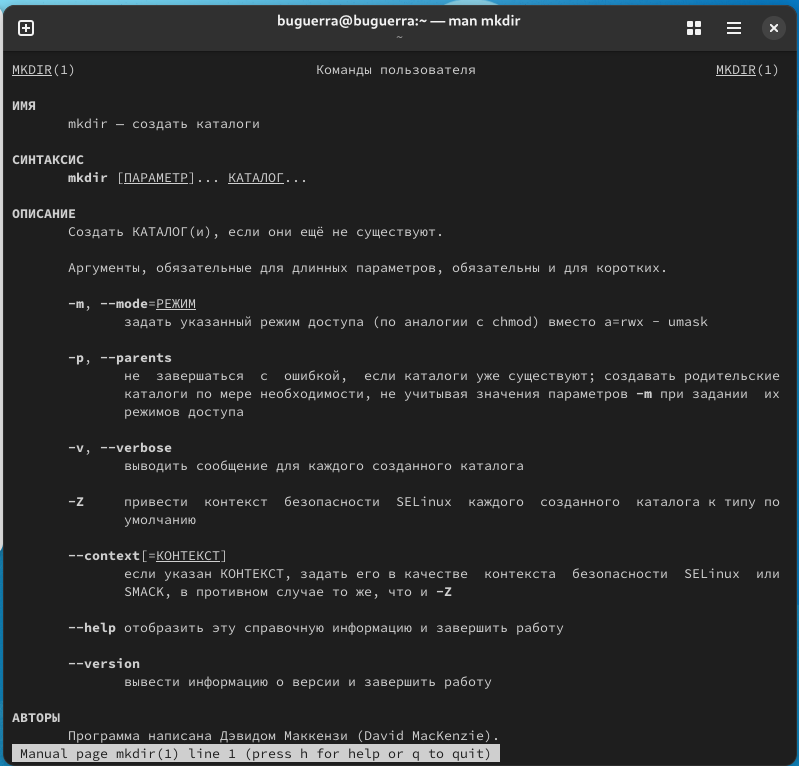 buguerra@buguerra:~ — man mkdir
~
MKDIR(1) Команды пользователя MKDIR(1)
ИМЯ
mkdir — создать каталоги
СИНТАКСИС
mkdir [ПАРАМЕТР]... КАТАЛОГ...
ОПИСАНИЕ
Создать КАТАЛОГ(и), если они ещё не существуют.
Аргументы, обязательные для длинных параметров, обязательны и для коротких.
-m, --mode=РЕЖИМ
задать указанный режим доступа (по аналогии с chmod) вместо a=rwx - umask
-p, --parents
не завершаться с ошибкой, если каталоги уже существуют; создавать родительские
каталоги по мере необходимости, не учитывая значения параметров -m при задании их
режимов доступа
-v, --verbose
выводить сообщение для каждого созданного каталога
-Z привести контекст безопасности SELinux каждого созданного каталога к типу по
умолчанию
--context[=КОНТЕКСТ]
если указан КОНТЕКСТ, задать его в качестве контекста безопасности SELinux или
SMACK, в противном случае то же, что и -Z
--help отобразить эту справочную информацию и завершить работу
--version
вывести информацию о версии и завершить работу
АВТОРЫ
Программа написана Дэвидом Маккензи (David MacKenzie).
Manual page mkdir(1) line 1 (press h for help or q to quit)